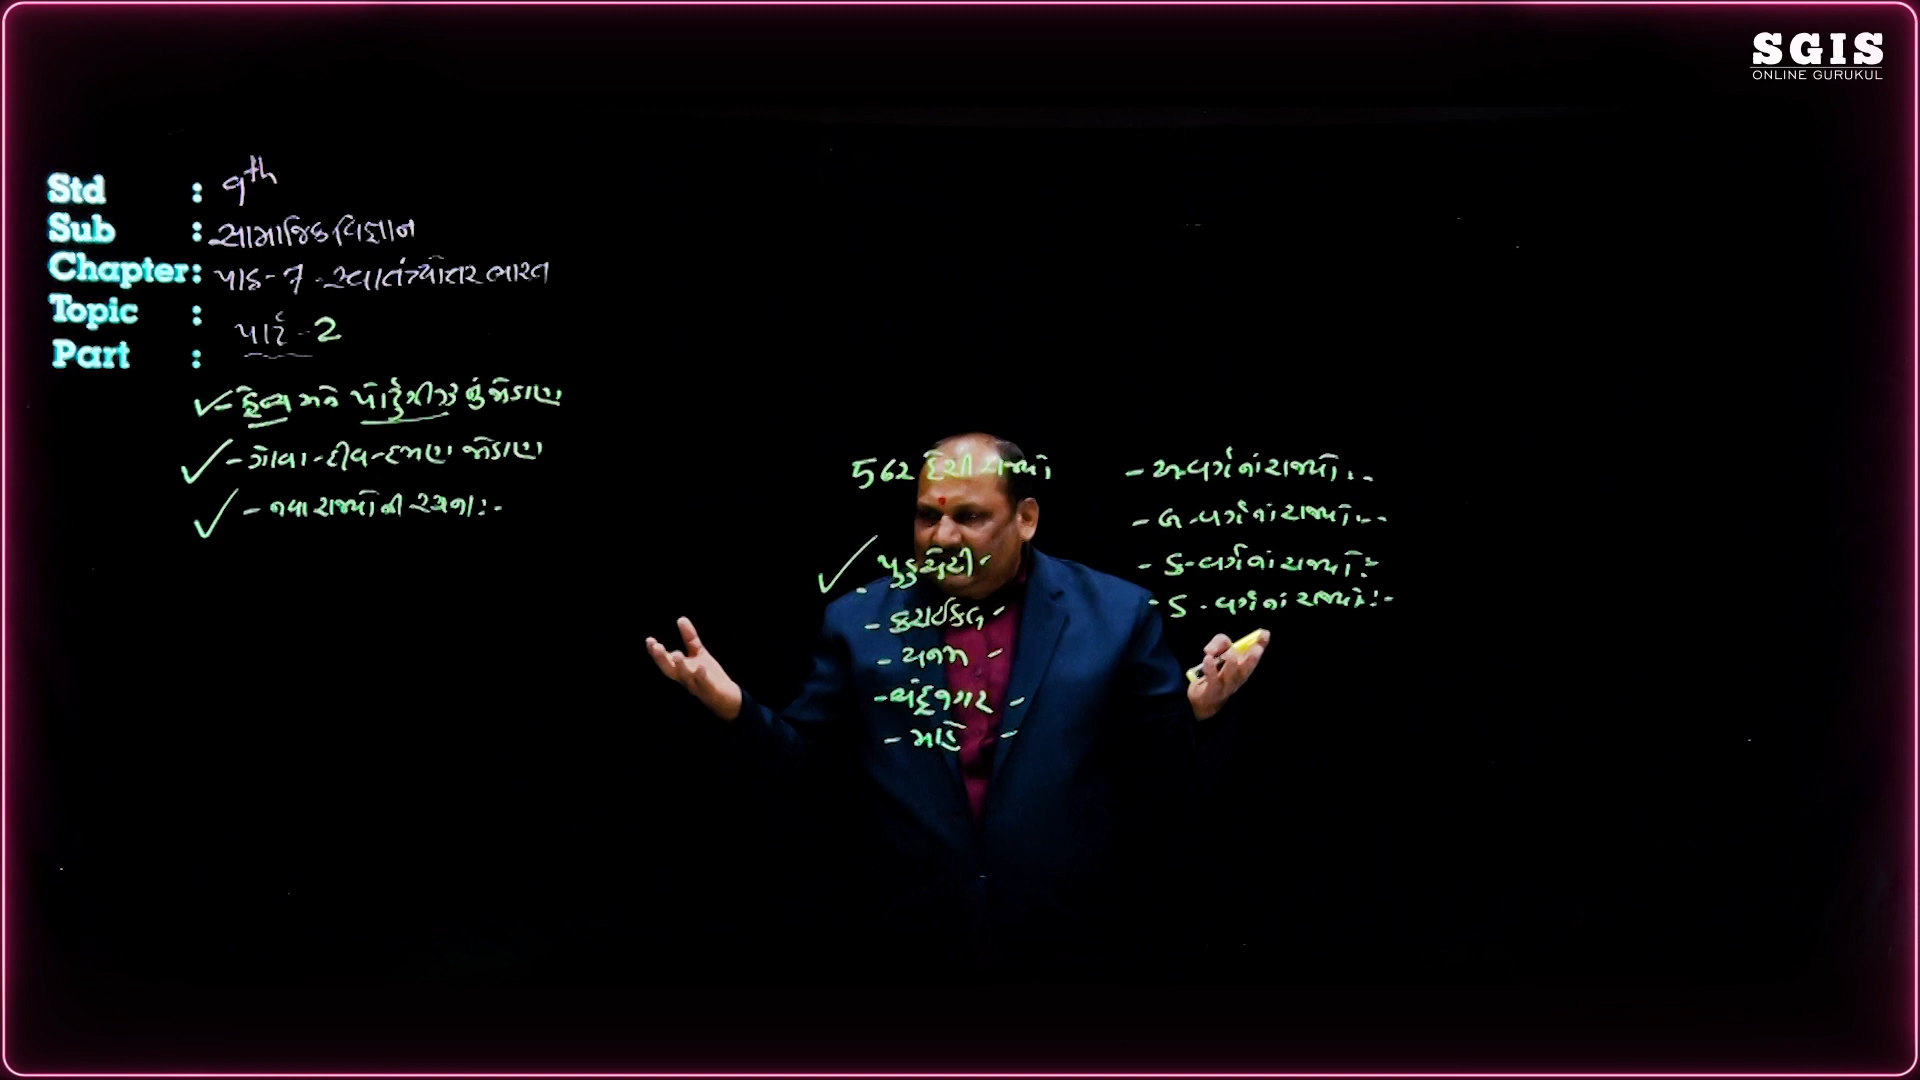 SGIS
ONLINE GURUKUL
Std : 9th
Sub : સામાજિક વિજ્ઞાન
Chapter : પાઠ - 7 - સ્વાતંત્ર્યોત્તર ભારત
Topic :
પાર્ટ - 2
Part :
- ફ્રેન્ચ અને પોર્ટુગીઝનું જોડાણ
- ગોવા - દીવ - દમણ જોડાણ
- નવા રાજ્યોની રચના :-
562 દેશી રાજ્યો
- પુડુચેરી -
- કરાઈકલ -
- યનમ -
- ચંદ્રનગર -
- માહે -
- અ-વર્ગનાં રાજ્યો :-
- બ-વર્ગનાં રાજ્યો :-
- ક-વર્ગનાં રાજ્યો :-
- ડ-વર્ગનાં રાજ્યો :-